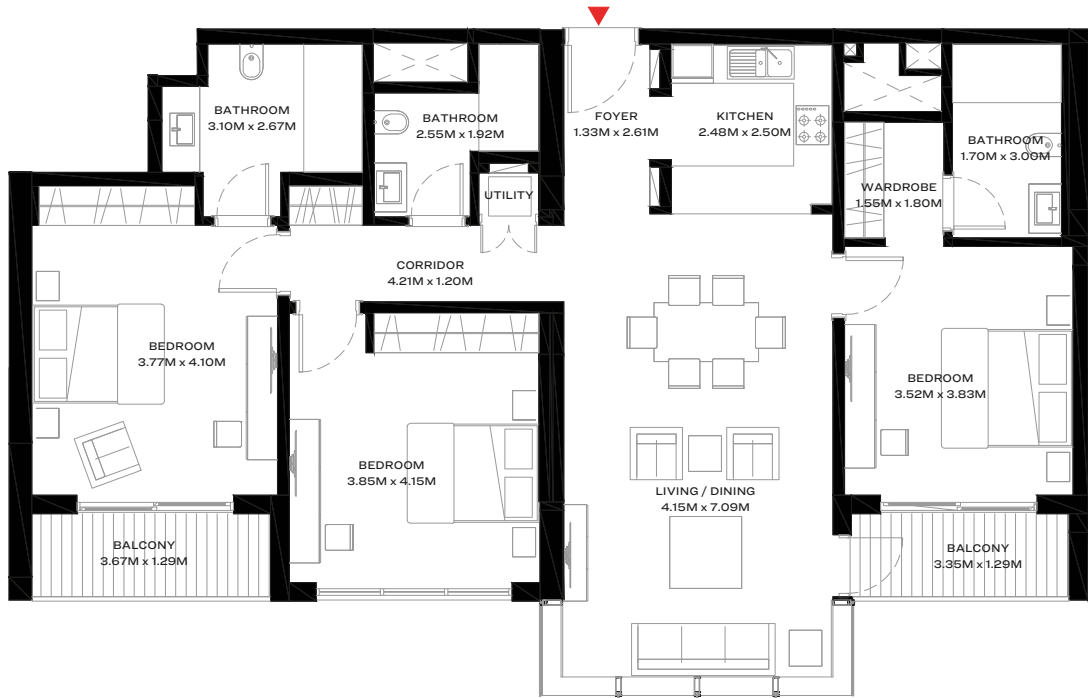 BATHROOM
3.10M x 2.67M
BATHROOM
2.55M x 1.92M
FOYER
1.33M x 2.61M
KITCHEN
2.48M x 2.50M
BATHROOM
1.70M x 3.00M
WARDROBE
1.55M x 1.80M
UTILITY
CORRIDOR
4.21M x 1.20M
BEDROOM
3.77M x 4.10M
BEDROOM
3.52M x 3.83M
BEDROOM
3.85M x 4.15M
LIVING / DINING
4.15M x 7.09M
BALCONY
3.67M x 1.29M
BALCONY
3.35M x 1.29M